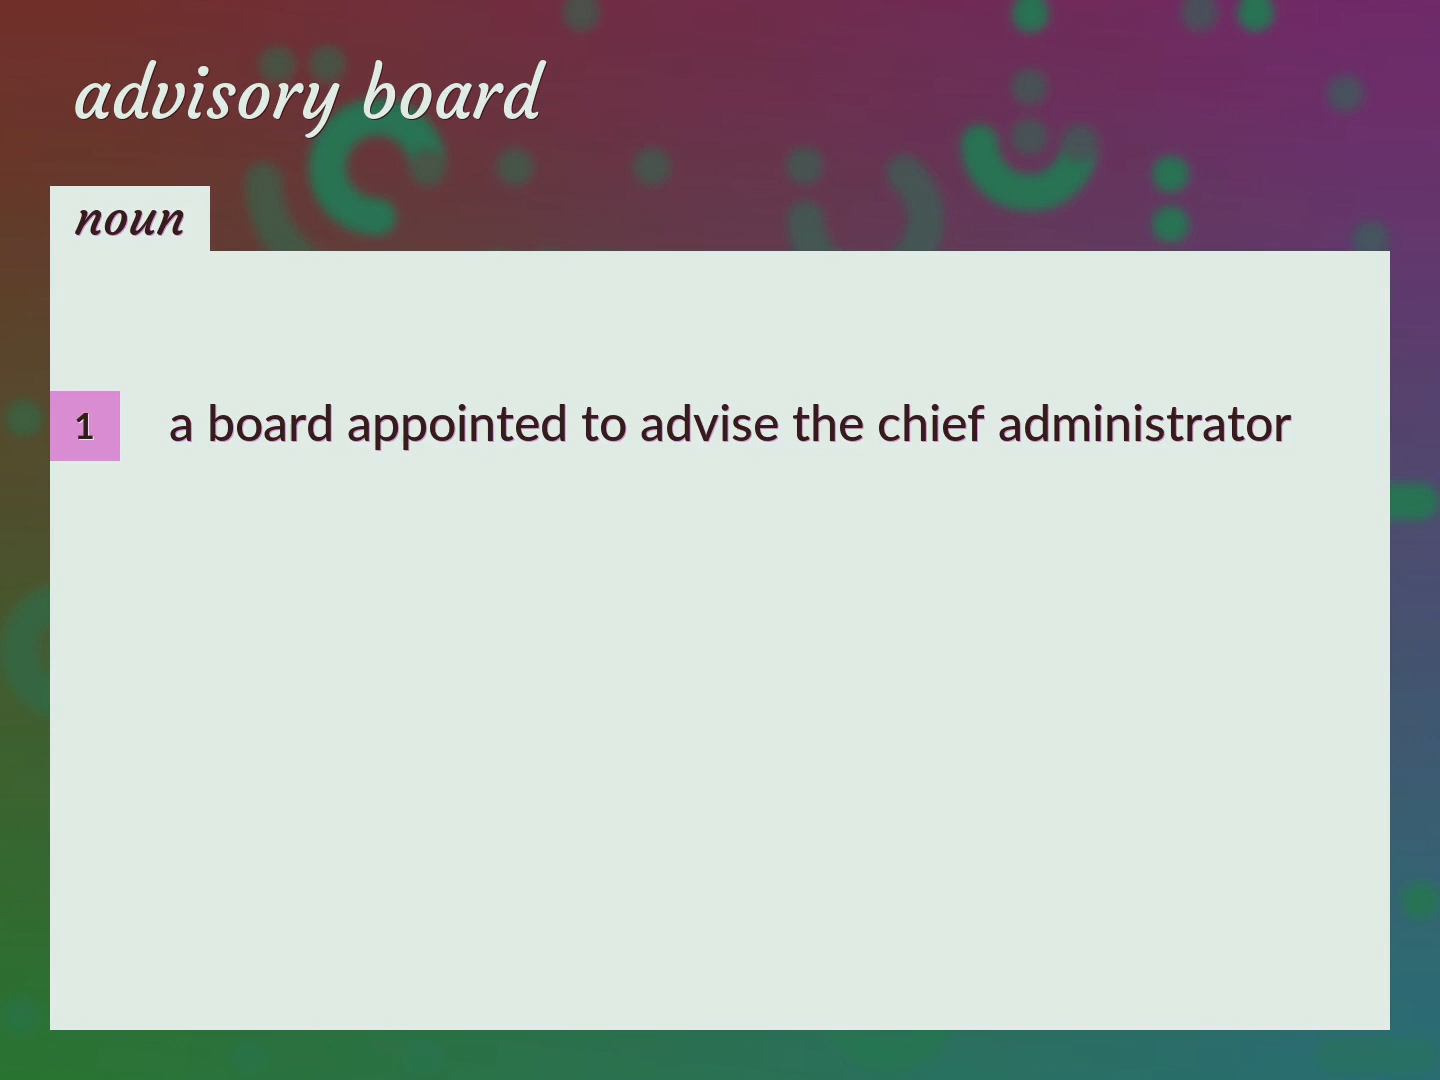 advisory board
noun
1 a board appointed to advise the chief administrator